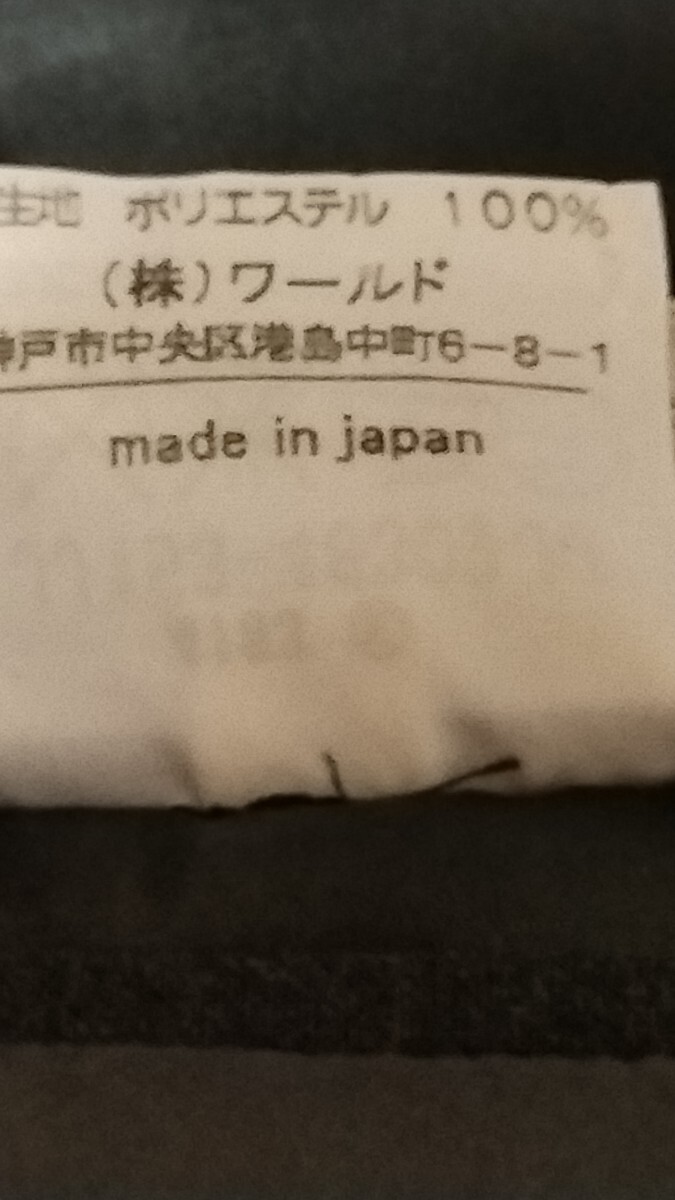 生地 ポリエステル 100%
(株)ワールド
神戸市中央区港島中町6-8-1
made in japan